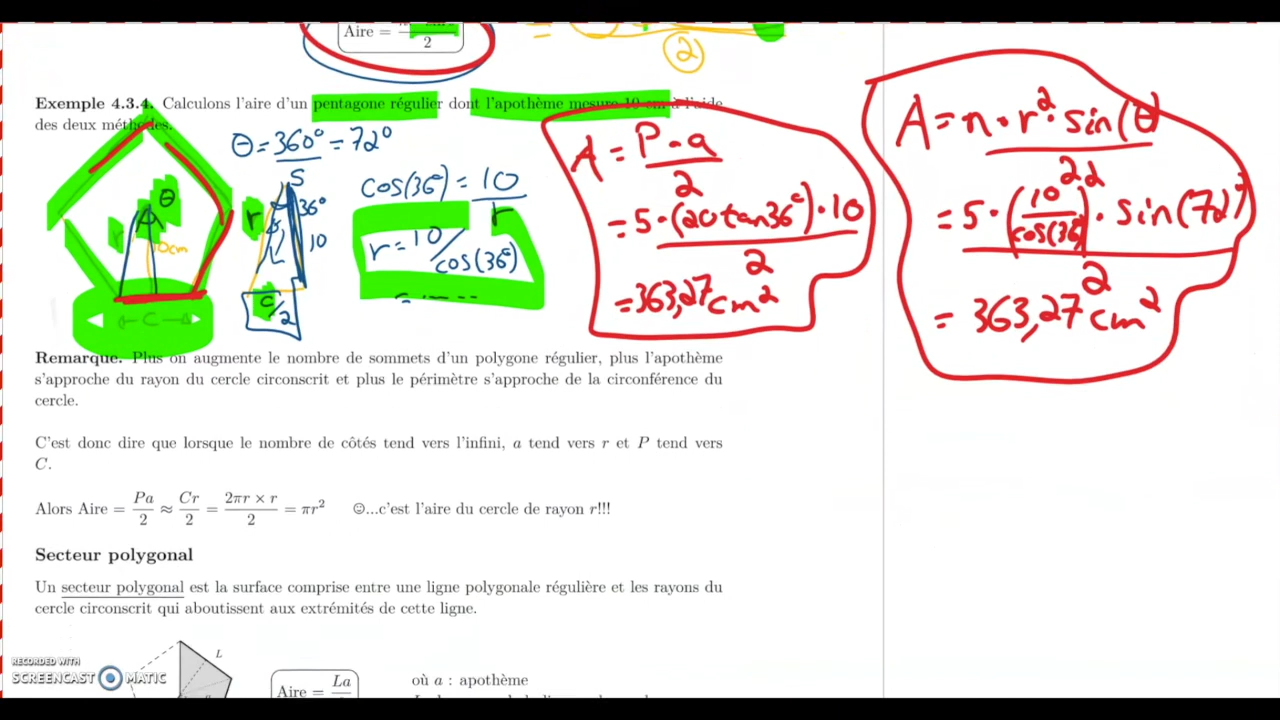 Aire =
2
2
Exemple 4.3.4. Calculons l'aire d'un pentagone régulier dont l'apothème mesure 10 cm à l'aide
des deux méthodes.
θ = 360° = 72°
5
θ
r
r
10cm
C
36°
10
c/2
cos(36°) = 10/r
r = 10/cos(36°)
= ....
A = P · a
2
= 5 · (20tan36°) · 10
2
= 363,27 cm²
A = n · r² · sin(θ)
2
= 5 · (10/cos(36))² · sin(72°)
2
= 363,27 cm²
Remarque. Plus on augmente le nombre de sommets d'un polygone régulier, plus l'apothème
s'approche du rayon du cercle circonscrit et plus le périmètre s'approche de la circonférence du
cercle.
C'est donc dire que lorsque le nombre de côtés tend vers l'infini, a tend vers r et P tend vers
C.
Alors Aire = Pa/2 ≈ Cr/2 = 2πr × r/2 = πr² ☺...c'est l'aire du cercle de rayon r!!!
Secteur polygonal
Un secteur polygonal est la surface comprise entre une ligne polygonale régulière et les rayons du
cercle circonscrit qui aboutissent aux extrémités de cette ligne.
L
Aire = La
où a : apothème
RECORDED WITH
SCREENCAST MATIC